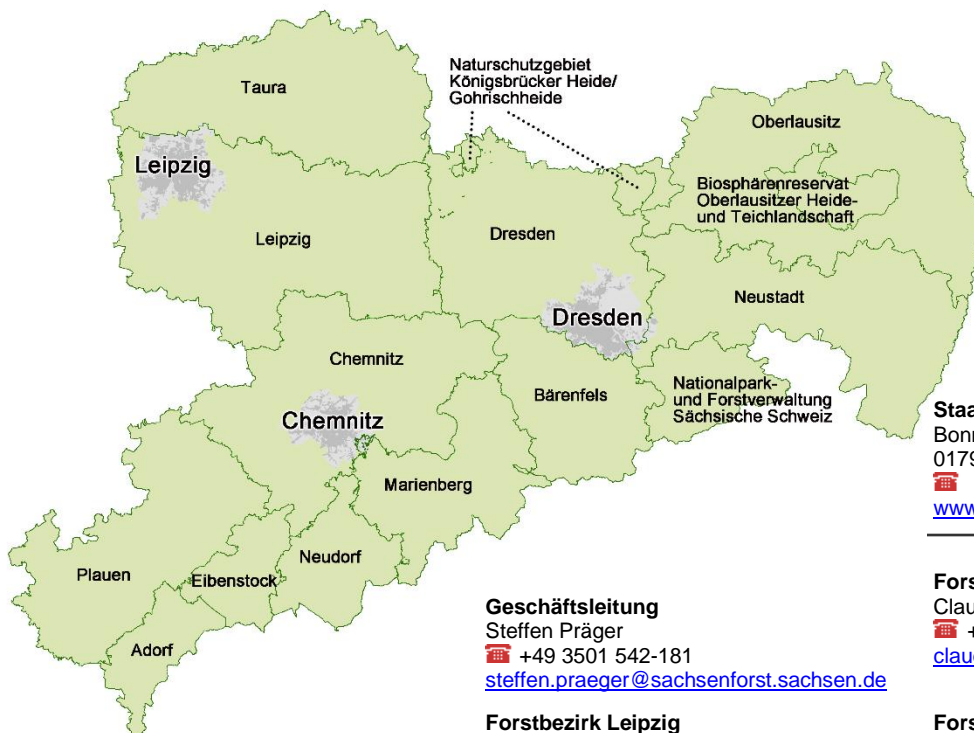 Taura
Naturschutzgebiet
Königsbrücker Heide/
Gohrischheide
Oberlausitz
Leipzig
Biosphärenreservat
Oberlausitzer Heide-
und Teichlandschaft
Leipzig
Dresden
Neustadt
Dresden
Chemnitz
Bärenfels
Nationalpark-
und Forstverwaltung
Sächsische Schweiz
Chemnitz
Marienberg
Plauen
Eibenstock
Neudorf
Adorf
Geschäftsleitung
Steffen Präger
+49 3501 542-181
steffen.praeger@sachsenforst.sachsen.de
Forstbezirk Leipzig
0179
www.
+